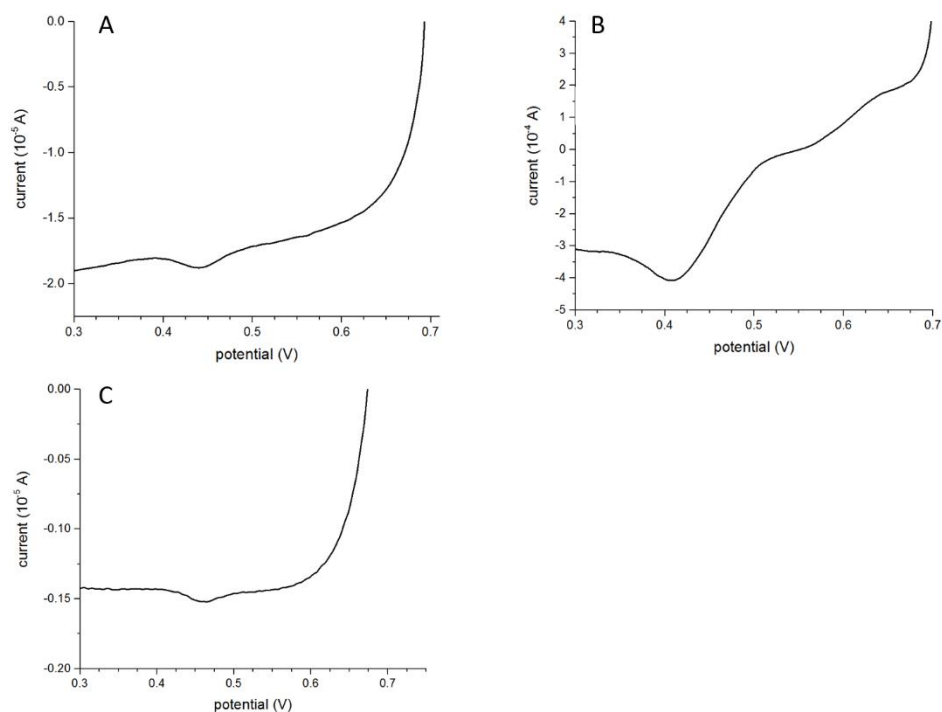 A
0.0
-0.5
-1.0
-1.5
-2.0
current (10⁻⁵ A)
0.3 0.4 0.5 0.6 0.7
potential (V)
B
4
3
2
1
0
-1
-2
-3
-4
-5
current (10⁻⁴ A)
0.3 0.4 0.5 0.6 0.7
potential (V)
C
0.00
-0.05
-0.10
-0.15
-0.20
current (10⁻⁵ A)
0.3 0.4 0.5 0.6 0.7
potential (V)